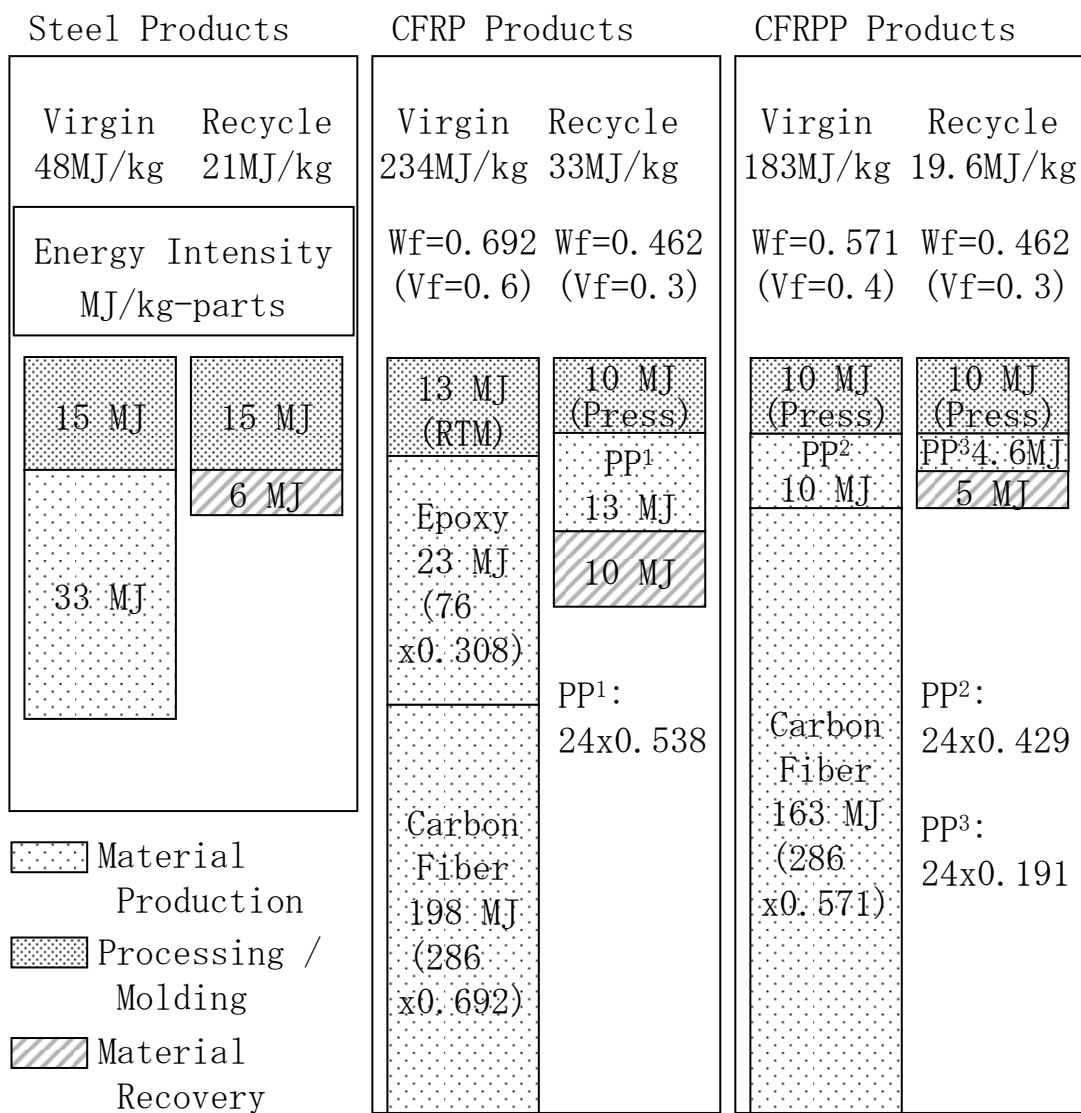 Steel Products
Virgin Recycle
48MJ/kg 21MJ/kg
Energy Intensity
MJ/kg-parts
15 MJ
15 MJ
6 MJ
33 MJ
Material
Production
Processing /
Molding
Material
Recovery
CFRP Products
Virgin Recycle
234MJ/kg 33MJ/kg
Wf=0.692 Wf=0.462
(Vf=0.6) (Vf=0.3)
13 MJ
(RTM)
Epoxy
23 MJ
(76
x0.308)
Carbon
Fiber
198 MJ
(286
x0.692)
10 MJ
(Press)
PP¹
13 MJ
10 MJ
PP¹:
24x0.538
CFRPP Products
Virgin Recycle
183MJ/kg 19.6MJ/kg
Wf=0.571 Wf=0.462
(Vf=0.4) (Vf=0.3)
10 MJ
(Press)
PP²
10 MJ
Carbon
Fiber
163 MJ
(286
x0.571)
10 MJ
(Press)
PP³4.6MJ
5 MJ
PP²:
24x0.429
PP³:
24x0.191